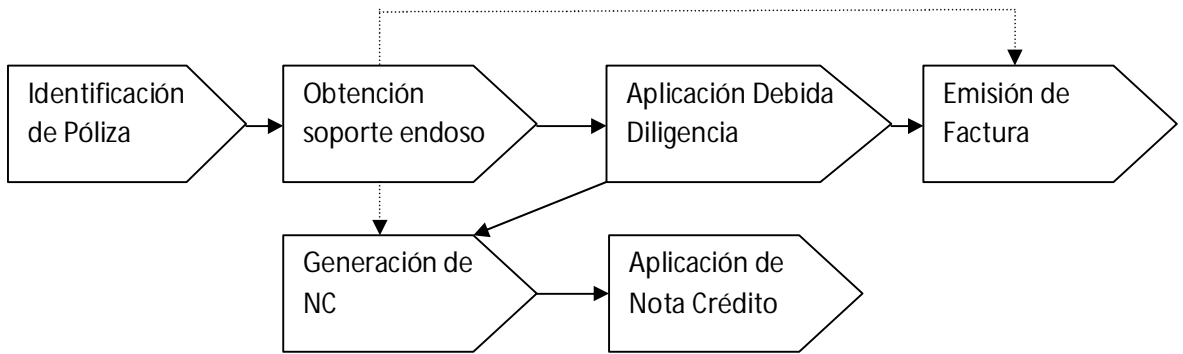 Identificación
de Póliza
Obtención
soporte endoso
Aplicación Debida
Diligencia
Emisión de
Factura
Generación de
NC
Aplicación de
Nota Crédito